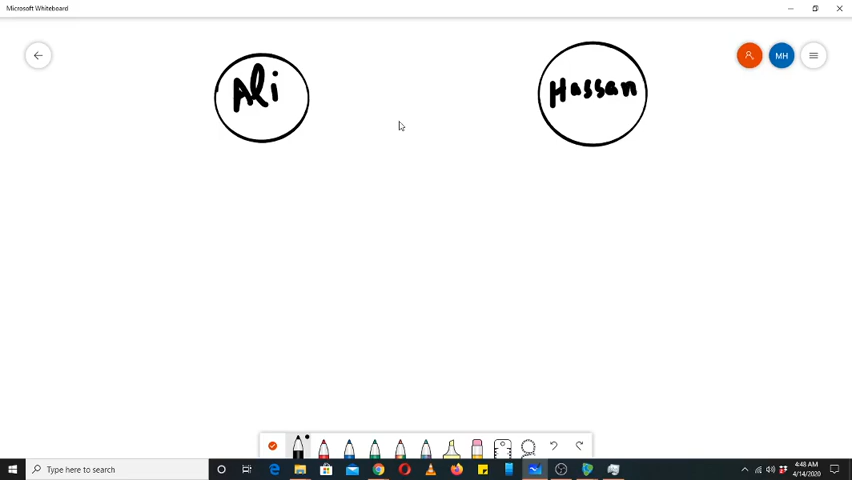 Microsoft Whiteboard
MH
Ali
Hassan
Type here to search
4:48 AM
4/14/2020